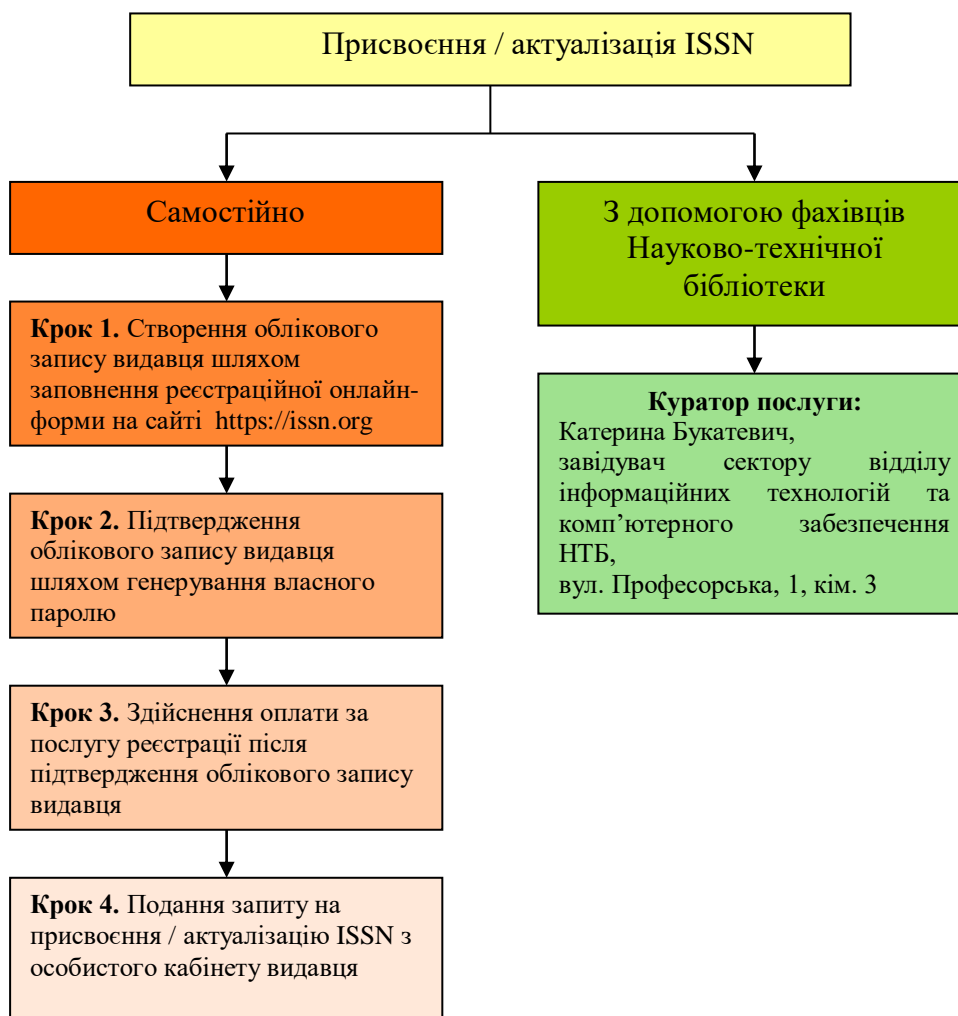 Присвоєння / актуалізація ISSN
Самостійно
Крок 1. Створення облікового
запису видавця шляхом
заповнення реєстраційної онлайн-
форми на сайті https://issn.org
Крок 2. Підтвердження
облікового запису видавця
шляхом генерування власного
паролю
Крок 3. Здійснення оплати за
послугу реєстрації після
підтвердження облікового запису
видавця
Крок 4. Подання запиту на
присвоєння / актуалізацію ISSN з
особистого кабінету видавця
З допомогою фахівців
Науково-технічної
бібліотеки
Куратор послуги:
Катерина Букатевич,
завідувач сектору відділу
інформаційних технологій та
комп’ютерного забезпечення
НТБ,
вул. Професорська, 1, кім. 3